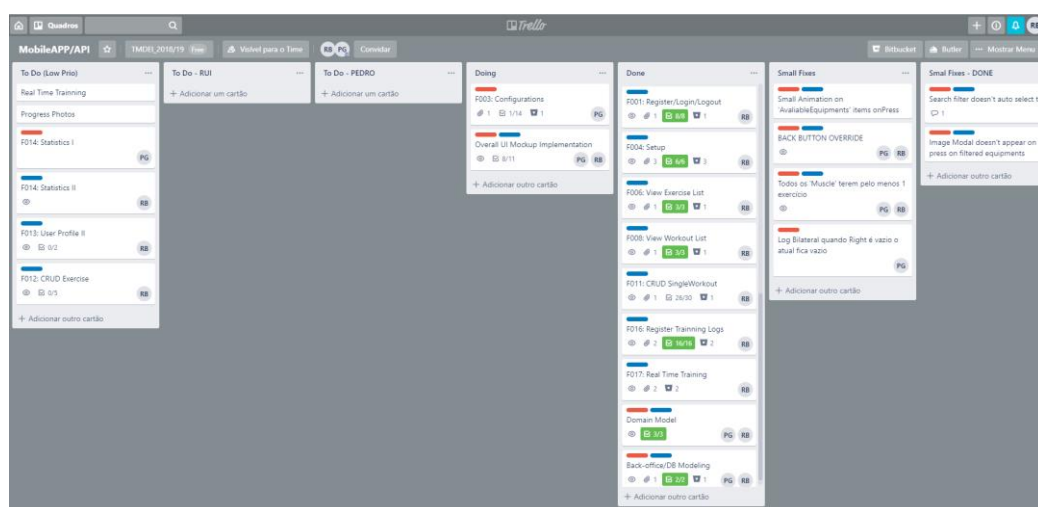 Quadros
Trello
RB
MobileAPP/API
TMDEI_2018/19 Free
Visível para o Time
RB PG
Convidar
Bitbucket
Butler
Mostrar Menu
To Do (Low Prio)
Real Time Trainning
Progress Photos
F014: Statistics I
PG
F014: Statistics II
RB
F013: User Profile II
0/2 RB
F012: CRUD Exercise
0/5 RB
+ Adicionar outro cartão
To Do - RUI
+ Adicionar um cartão
To Do - PEDRO
+ Adicionar um cartão
Doing
F003: Configurations
1 1/14 1 PG
Overall UI Mockup Implementation
8/11 PG RB
+ Adicionar outro cartão
Done
F001: Register/Login/Logout
1 8/8 1 RB
F004: Setup
3 6/6 3 RB
F006: View Exercise List
1 3/3 1 RB
F008: View Workout List
1 3/3 1 RB
F011: CRUD SingleWorkout
1 26/30 1 RB
F016: Register Trainning Logs
2 16/16 2 RB
F017: Real Time Training
2 2 RB
Domain Model
3/3 PG RB
Back-office/DB Modeling
1 2/2 1 PG RB
+ Adicionar outro cartão
Small Fixes
Small Animation on
'AvaliableEquipments' items onPress
BACK BUTTON OVERRIDE
PG RB
Todos os 'Muscle' terem pelo menos 1
exercício
PG RB
Log Bilateral quando Right é vazio o
atual fica vazio
PG
+ Adicionar outro cartão
Smal Fixes - DONE
Search filter doesn't auto select t
1
Image Modal doesn't appear on
press on filtered equipments
+ Adicionar outro cartão